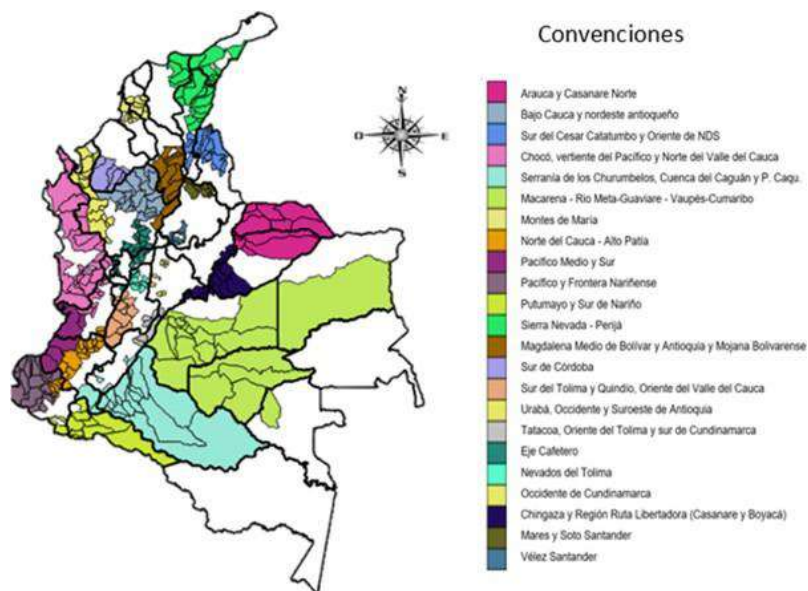 Convenciones
N
O
E
S
Arauca y Casanare Norte
Bajo Cauca y nordeste antioqueño
Sur del Cesar Catatumbo y Oriente de NDS
Chocó, vertiente del Pacífico y Norte del Valle del Cauca
Serranía de los Churumbelos, Cuenca del Caguán y P. Caqu.
Macarena - Rio Meta-Guaviare - Vaupés-Cumaribo
Montes de María
Norte del Cauca - Alto Patía
Pacífico Medio y Sur
Pacífico y Frontera Nariñense
Putumayo y Sur de Nariño
Sierra Nevada - Perijá
Magdalena Medio de Bolívar y Antioquia y Mojana Bolivarense
Sur de Córdoba
Sur del Tolima y Quindío, Oriente del Valle del Cauca
Urabá, Occidente y Suroeste de Antioquia
Tatacoa, Oriente del Tolima y sur de Cundinamarca
Eje Cafetero
Nevados del Tolima
Occidente de Cundinamarca
Chingaza y Región Ruta Libertadora (Casanare y Boyacá)
Mares y Soto Santander
Vélez Santander